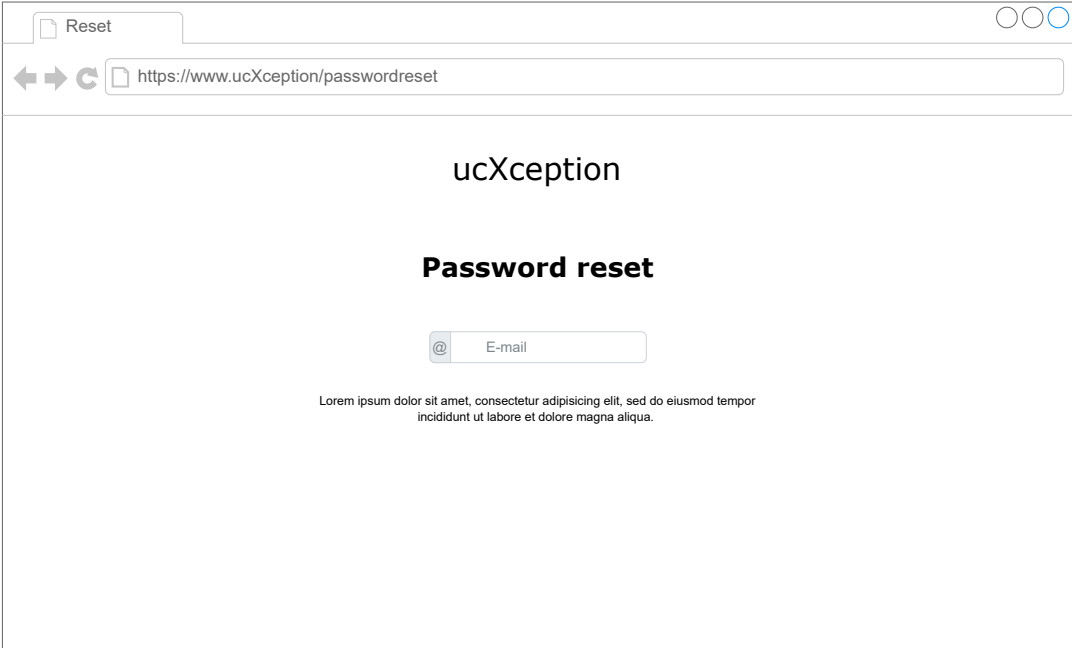 Reset
https://www.ucXception/passwordreset
ucXception
Password reset
@ E-mail
Lorem ipsum dolor sit amet, consectetur adipisicing elit, sed do eiusmod tempor
incididunt ut labore et dolore magna aliqua.